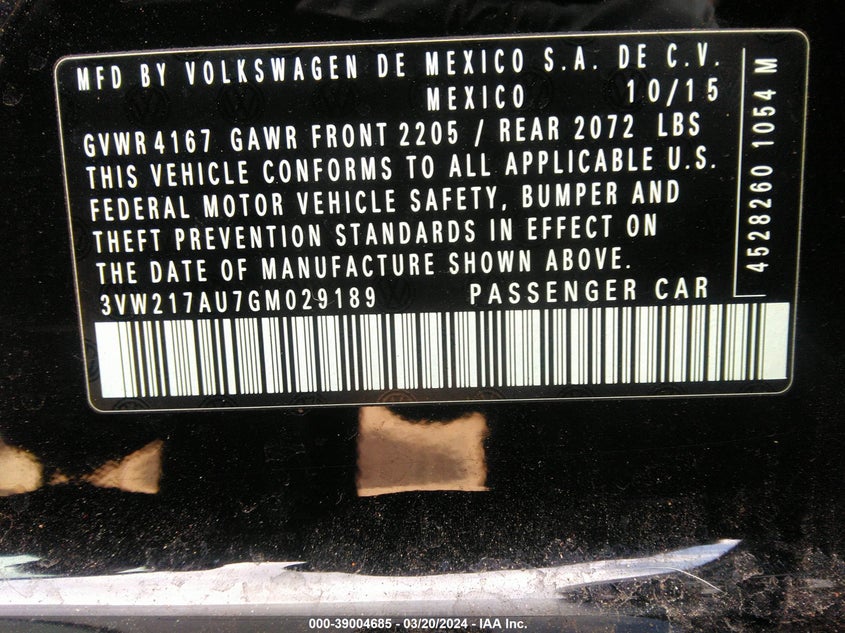 MFD BY VOLKSWAGEN DE MEXICO S.A. DE C.V.
MEXICO 10/15
GVWR 4167 GAWR FRONT 2205 / REAR 2072 LBS
THIS VEHICLE CONFORMS TO ALL APPLICABLE U.S.
FEDERAL MOTOR VEHICLE SAFETY, BUMPER AND
THEFT PREVENTION STANDARDS IN EFFECT ON
THE DATE OF MANUFACTURE SHOWN ABOVE.
3VW217AU7GM029189 PASSENGER CAR
4528260 1054 M
000-39004685 - 03/20/2024 - IAA Inc.